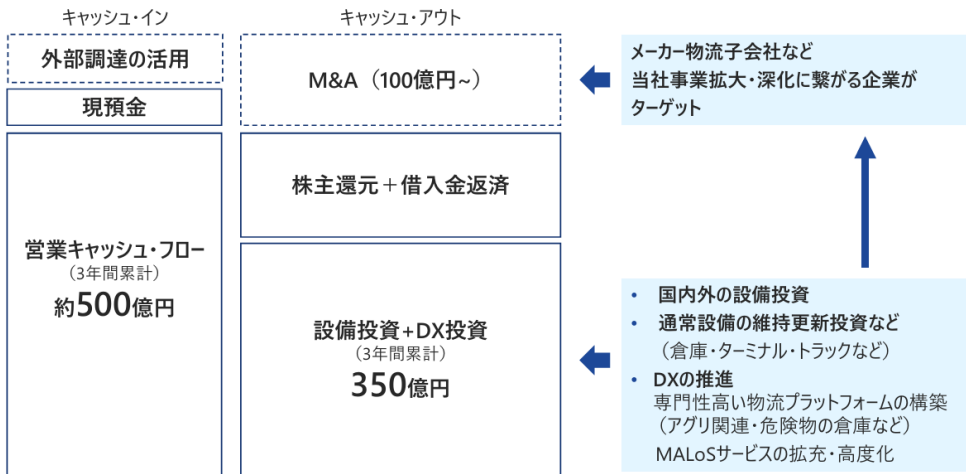 キャッシュ・イン
外部調達の活用
現預金
営業キャッシュ・フロー
（3年間累計）
約500億円
キャッシュ・アウト
M&A（100億円~）
株主還元＋借入金返済
設備投資+DX投資
（3年間累計）
350億円
メーカー物流子会社など
当社事業拡大・深化に繋がる企業が
ターゲット
• 国内外の設備投資
• 通常設備の維持更新投資など
（倉庫・ターミナル・トラックなど）
• DXの推進
専門性高い物流プラットフォームの構築
（アグリ関連・危険物の倉庫など）
MALoSサービスの拡充・高度化